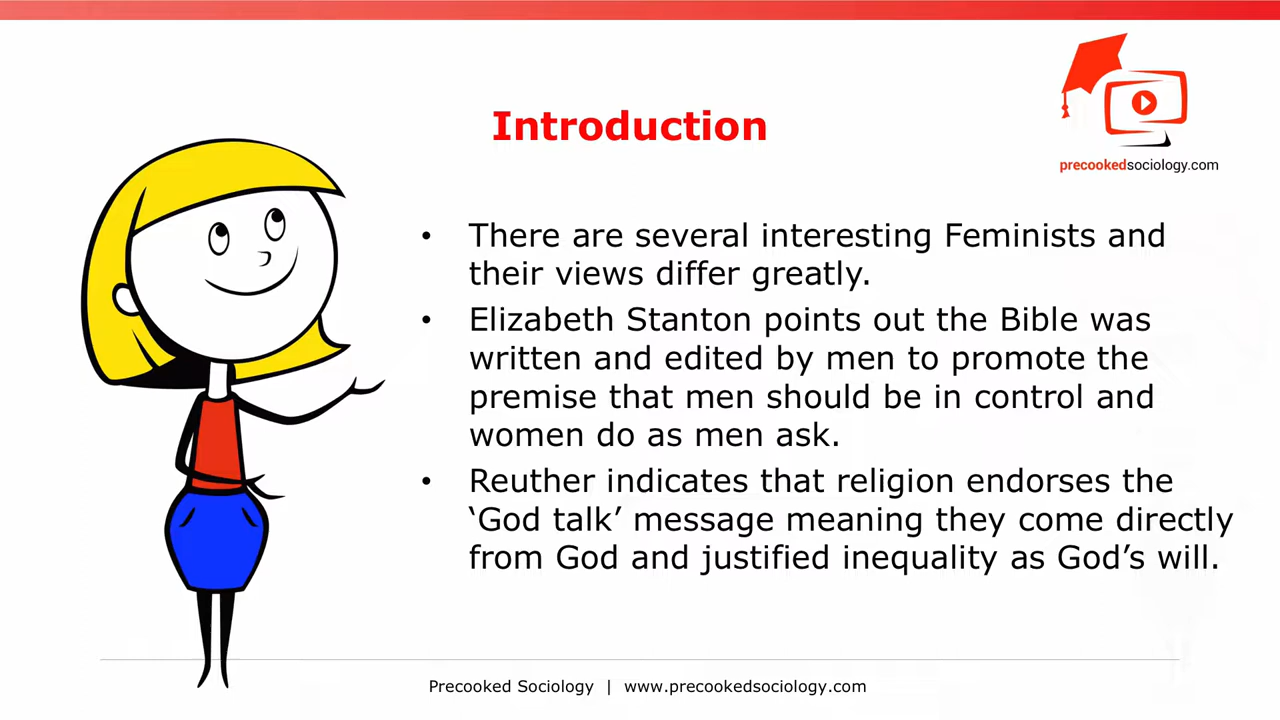 precookedsociology.com
Introduction
• There are several interesting Feminists and
their views differ greatly.
• Elizabeth Stanton points out the Bible was
written and edited by men to promote the
premise that men should be in control and
women do as men ask.
• Reuther indicates that religion endorses the
‘God talk’ message meaning they come directly
from God and justified inequality as God’s will.
Precooked Sociology | www.precookedsociology.com